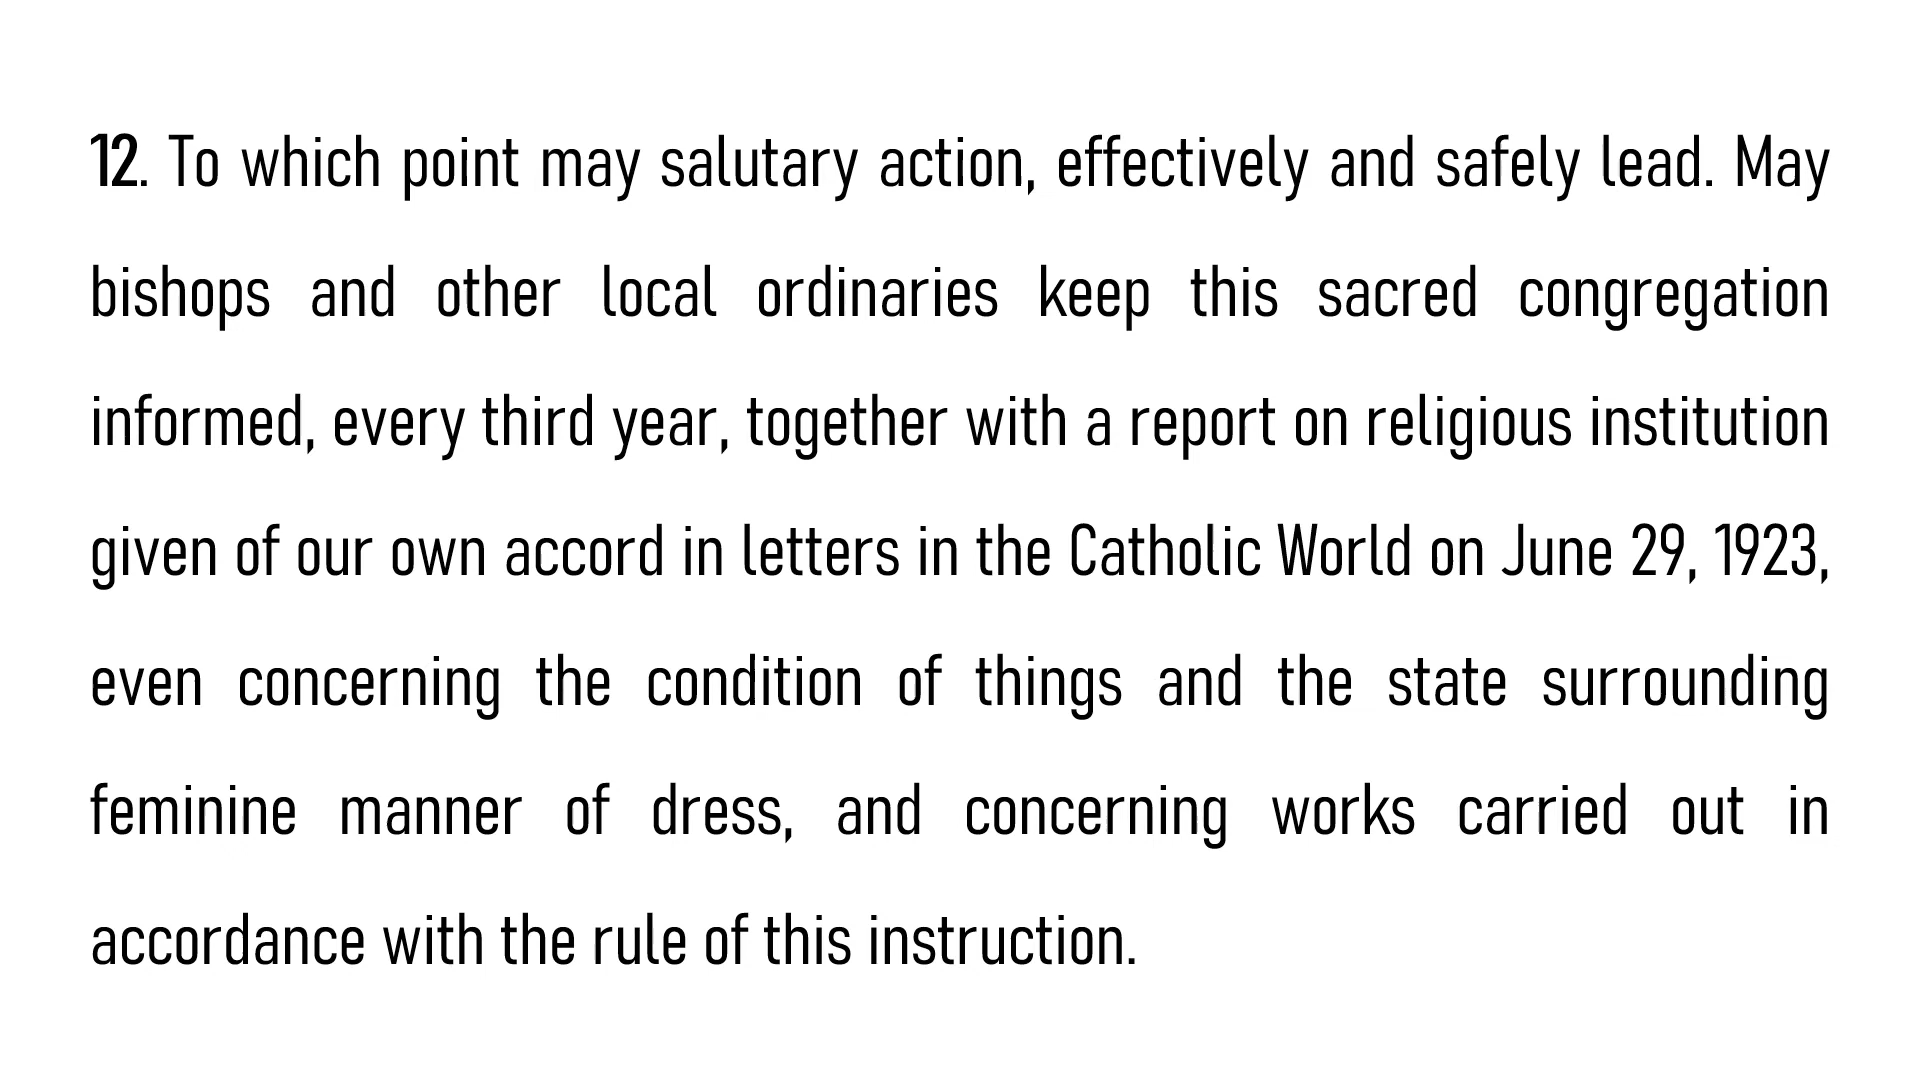 12. To which point may salutary action, effectively and safely lead. May
bishops and other local ordinaries keep this sacred congregation
informed, every third year, together with a report on religious institution
given of our own accord in letters in the Catholic World on June 29, 1923,
even concerning the condition of things and the state surrounding
feminine manner of dress, and concerning works carried out in
accordance with the rule of this instruction.